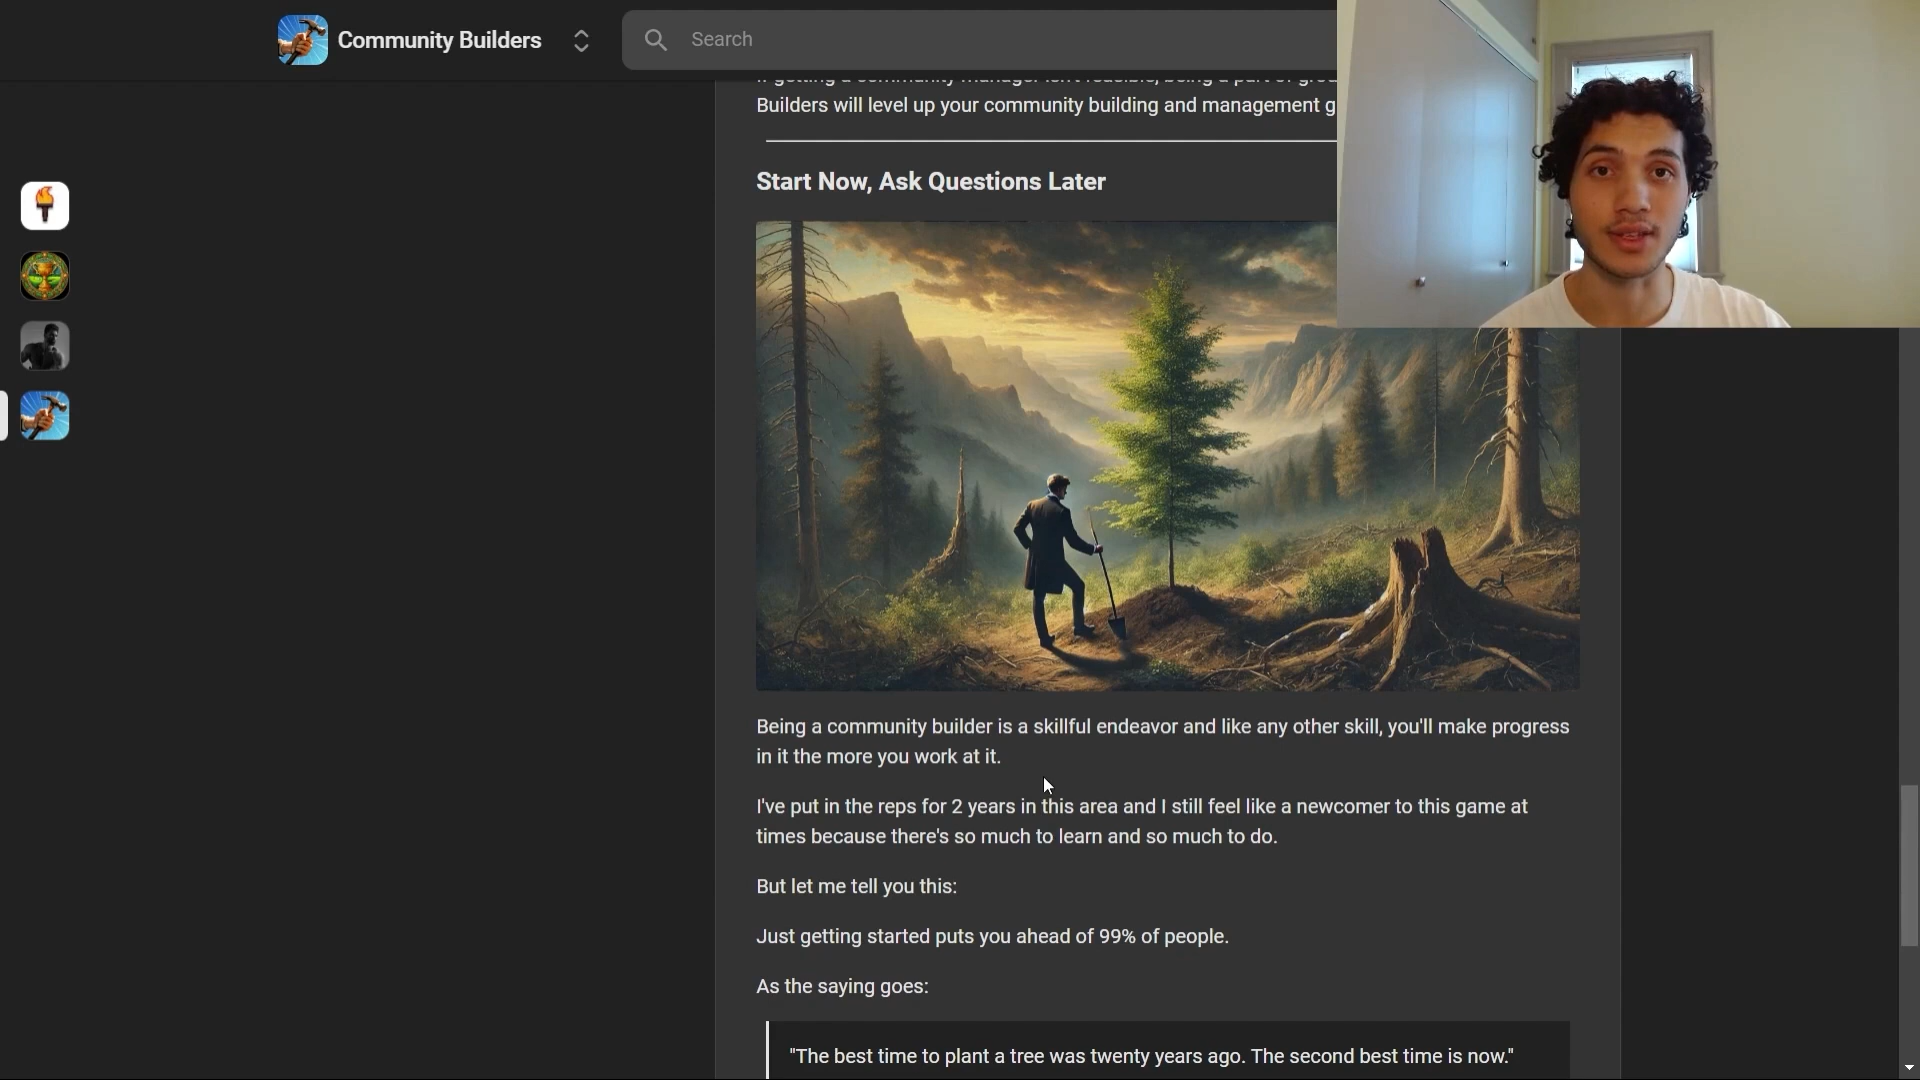 Community Builders
Search
Builders will level up your community building and management g
Start Now, Ask Questions Later
Being a community builder is a skillful endeavor and like any other skill, you'll make progress
in it the more you work at it.
I've put in the reps for 2 years in this area and I still feel like a newcomer to this game at
times because there's so much to learn and so much to do.
But let me tell you this:
Just getting started puts you ahead of 99% of people.
As the saying goes:
"The best time to plant a tree was twenty years ago. The second best time is now."